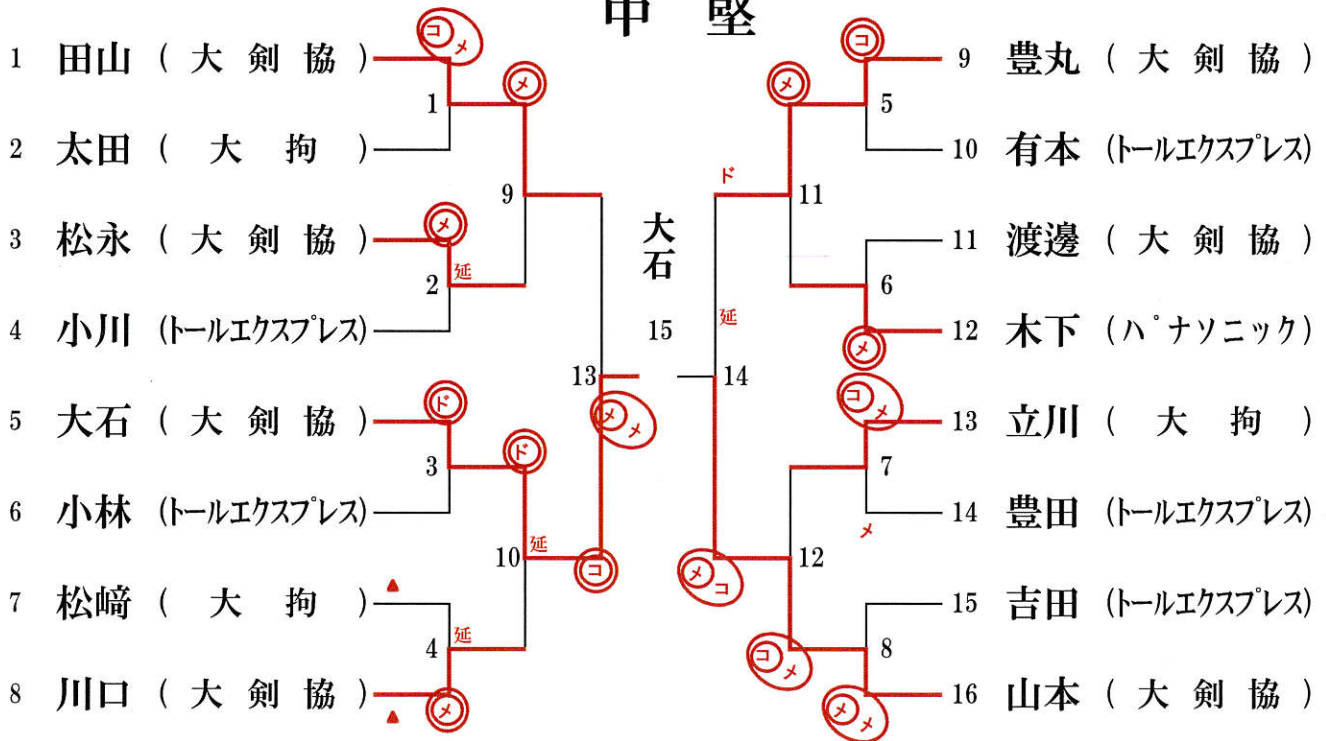 中堅
1 田山 ( 大 剣 協 )
2 太田 ( 大 拘 )
3 松永 ( 大 剣 協 )
4 小川 (トールエクスプレス)
5 大石 ( 大 剣 協 )
6 小林 (トールエクスプレス)
7 松﨑 ( 大 拘 )
8 川口 ( 大 剣 協 )
コメ
1
メ
メ
延
2
9
ド
3
ド
延
10
▲
延
4
▲
メ
コ
13
メメ
大石
15
ド
延
14
メコ
メ
11
コ
5
6
メ
コメ
7
メ
12
コメ
8
メメ
9 豊丸 ( 大 剣 協 )
10 有本 (トールエクスプレス)
11 渡邊 ( 大 剣 協 )
12 木下 (パナソニック)
13 立川 ( 大 拘 )
14 豊田 (トールエクスプレス)
15 吉田 (トールエクスプレス)
16 山本 ( 大 剣 協 )